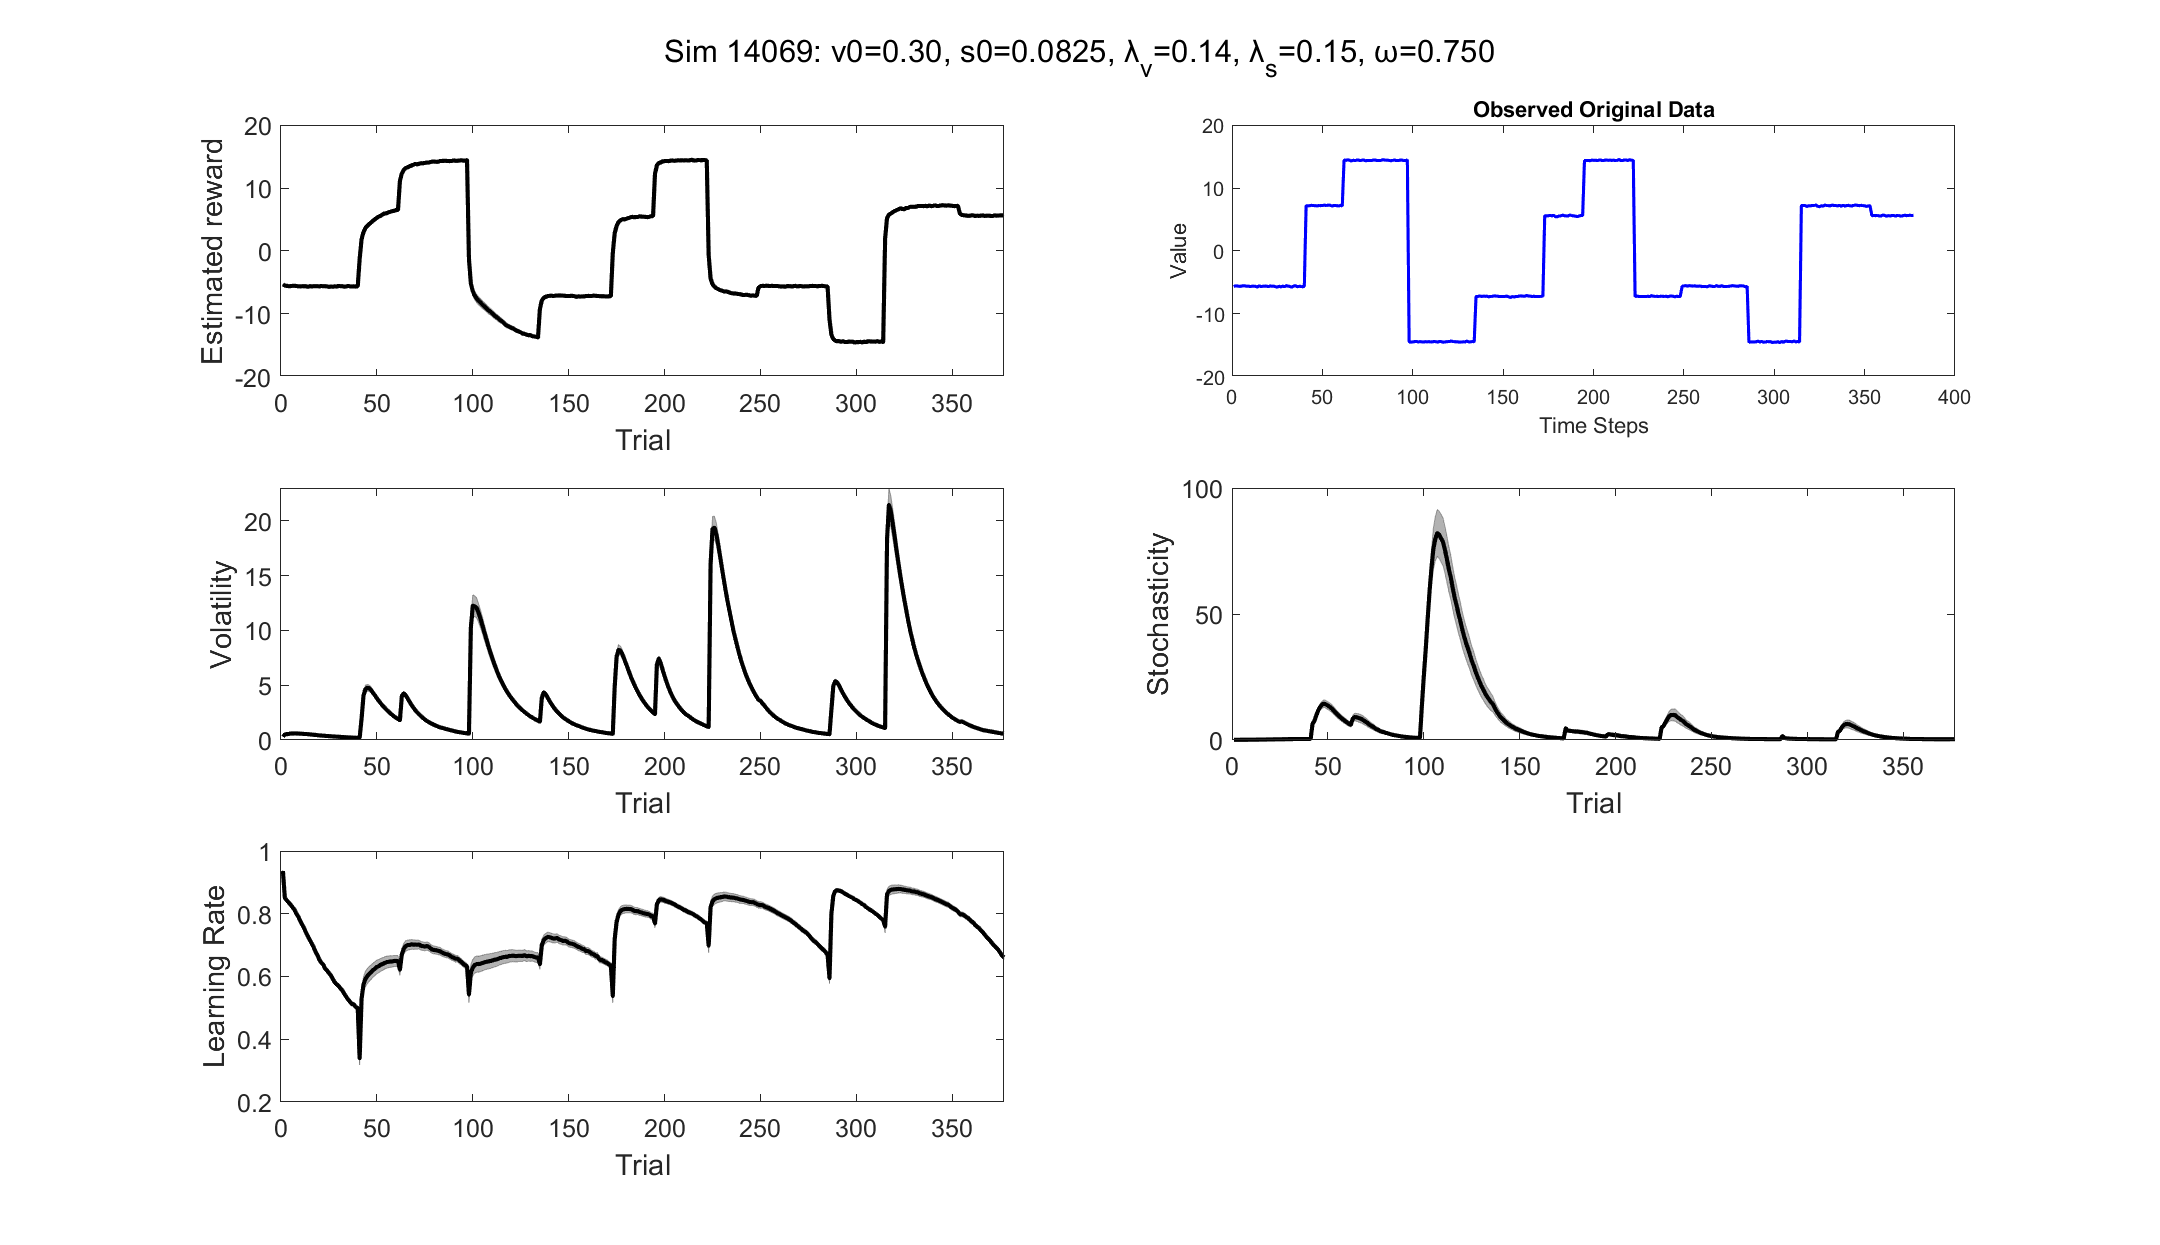 Sim 14069: v0=0.30, s0=0.0825, λv=0.14, λs=0.15, ω=0.750
Estimated reward
20
10
0
-10
-20
0 50 100 150 200 250 300 350
Trial
Observed Original Data
Value
20
10
0
-10
-20
0 50 100 150 200 250 300 350 400
Time Steps
Volatility
20
15
10
5
0
0 50 100 150 200 250 300 350
Trial
Stochasticity
100
50
0
0 50 100 150 200 250 300 350
Trial
Learning Rate
1
0.8
0.6
0.4
0.2
0 50 100 150 200 250 300 350
Trial